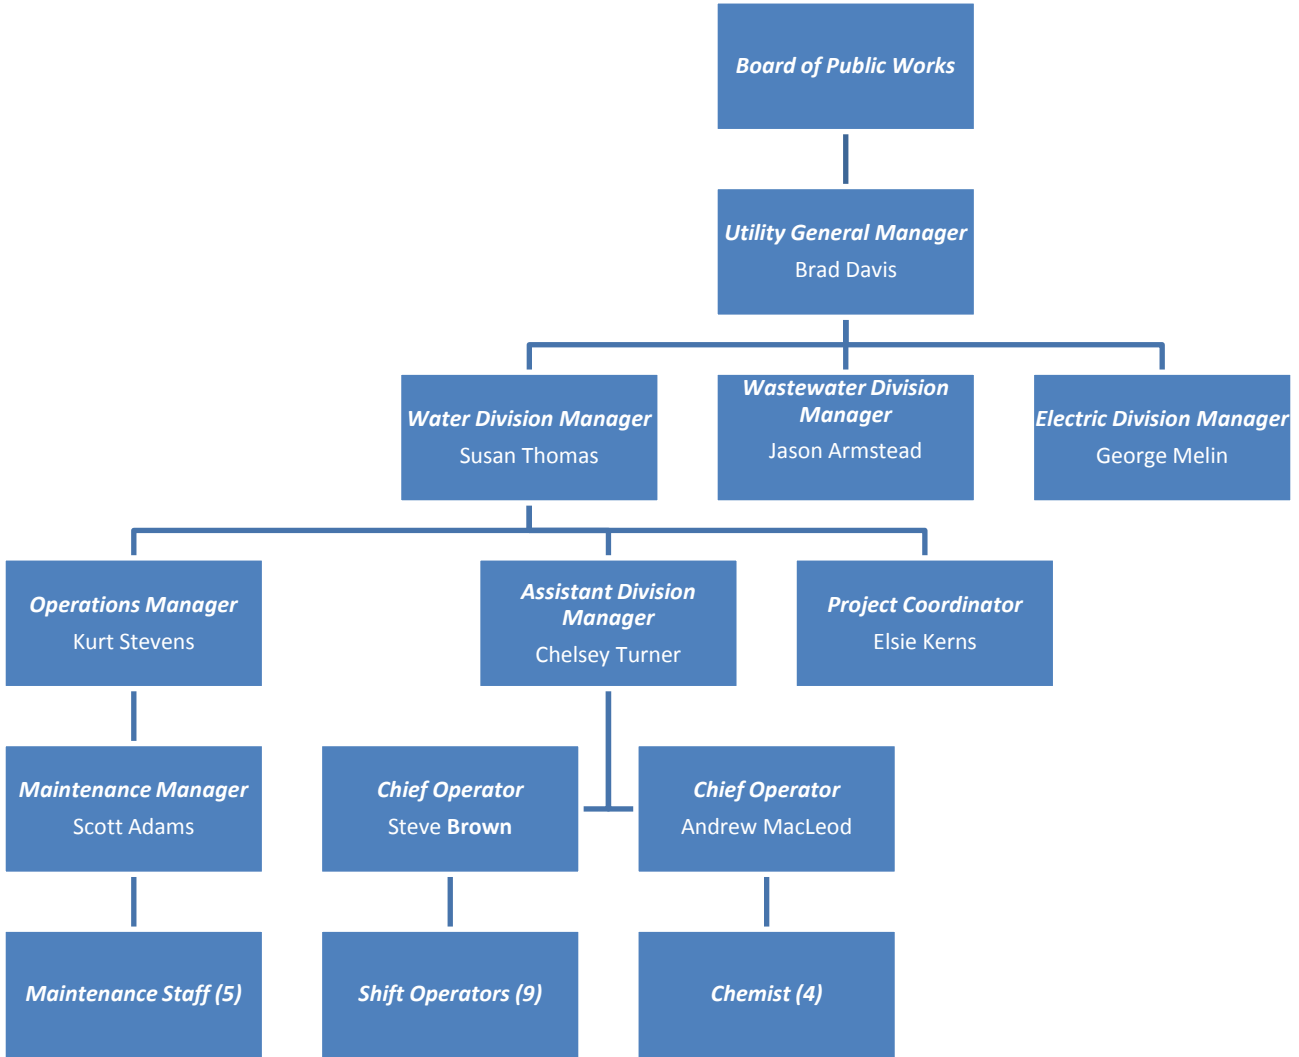 Board of Public Works
Utility General Manager
Brad Davis
Water Division Manager
Susan Thomas
Wastewater Division
Manager
Jason Armstead
Electric Division Manager
George Melin
Operations Manager
Kurt Stevens
Assistant Division
Manager
Chelsey Turner
Project Coordinator
Elsie Kerns
Maintenance Manager
Scott Adams
Chief Operator
Steve Brown
Chief Operator
Andrew MacLeod
Maintenance Staff (5)
Shift Operators (9)
Chemist (4)